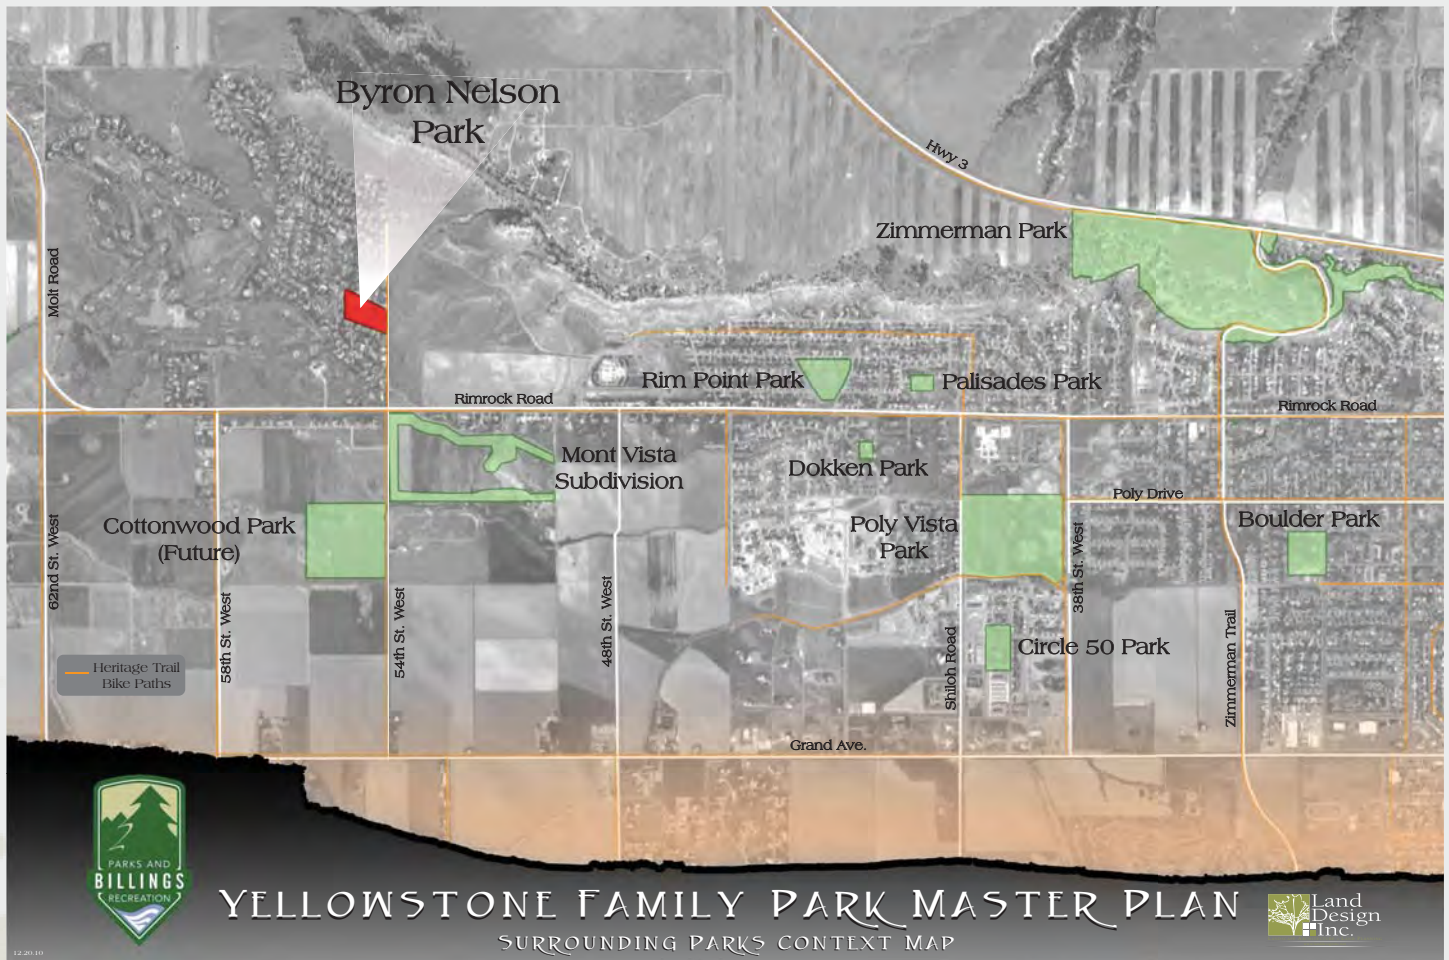 Byron Nelson
Park
Hwy 3
Zimmerman Park
Molt Road
Rim Point Park
Palisades Park
Rimrock Road
Rimrock Road
Mont Vista
Subdivision
Dokken Park
Poly Drive
Cottonwood Park
(Future)
Poly Vista
Park
Boulder Park
62nd St. West
58th St. West
54th St. West
48th St. West
38th St. West
Shiloh Road
Circle 50 Park
Zimmerman Trail
Heritage Trail
Bike Paths
Grand Ave.
PARKS AND
BILLINGS
RECREATION
Yellowstone Family Park Master Plan
Surrounding Parks Context Map
Land
Design
Inc.
12.20.10